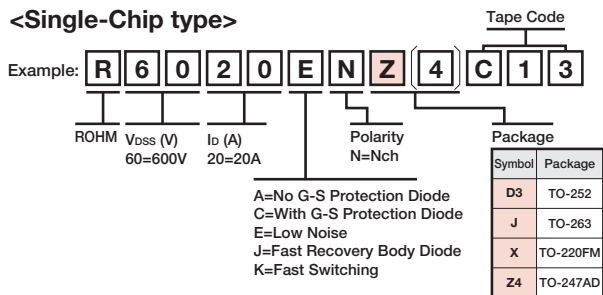 <Single-Chip type>
Tape Code
Example: R 6 0 2 0 E N Z (4) C 1 3
ROHM
VDSS (V)
60=600V
ID (A)
20=20A
Polarity
N=Nch
Package
A=No G-S Protection Diode
C=With G-S Protection Diode
E=Low Noise
J=Fast Recovery Body Diode
K=Fast Switching
Symbol Package
D3 TO-252
J TO-263
X TO-220FM
Z4 TO-247AD